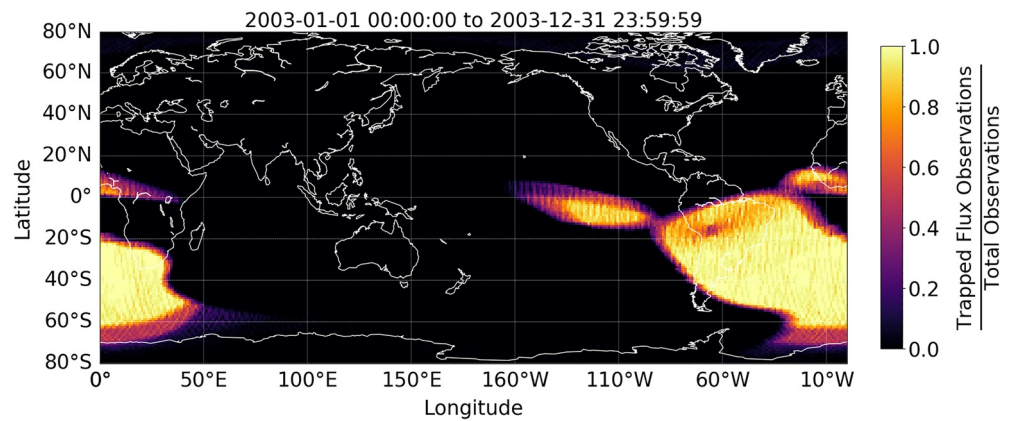 2003-01-01 00:00:00 to 2003-12-31 23:59:59
80°N
60°N
40°N
20°N
0°
20°S
40°S
60°S
80°S
Latitude
0°
50°E
100°E
150°E
160°W
110°W
60°W
10°W
Longitude
1.0
0.8
0.6
0.4
0.2
0.0
Trapped Flux Observations
Total Observations